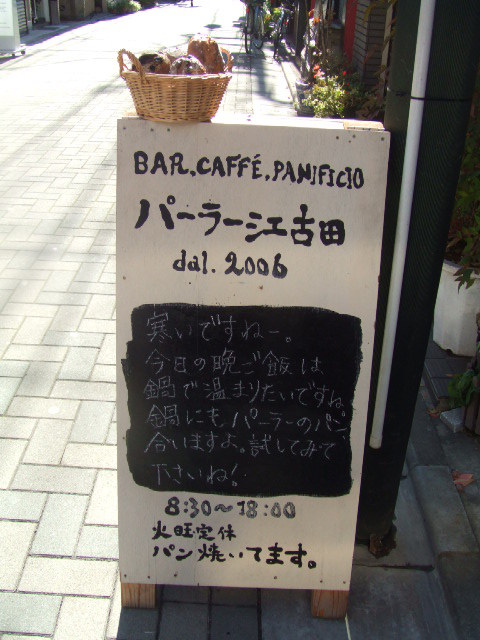 BAR, CAFFÉ, PANIFICIO
パーラー江古田
dal. 2006
寒いですねー。
今日の晩ご飯は
鍋で温まりたいですね。
鍋にもパーラーのパン、
合いますよ。試してみて
下さいね!
8:30~18:00
火旺定休
パン焼いてます。